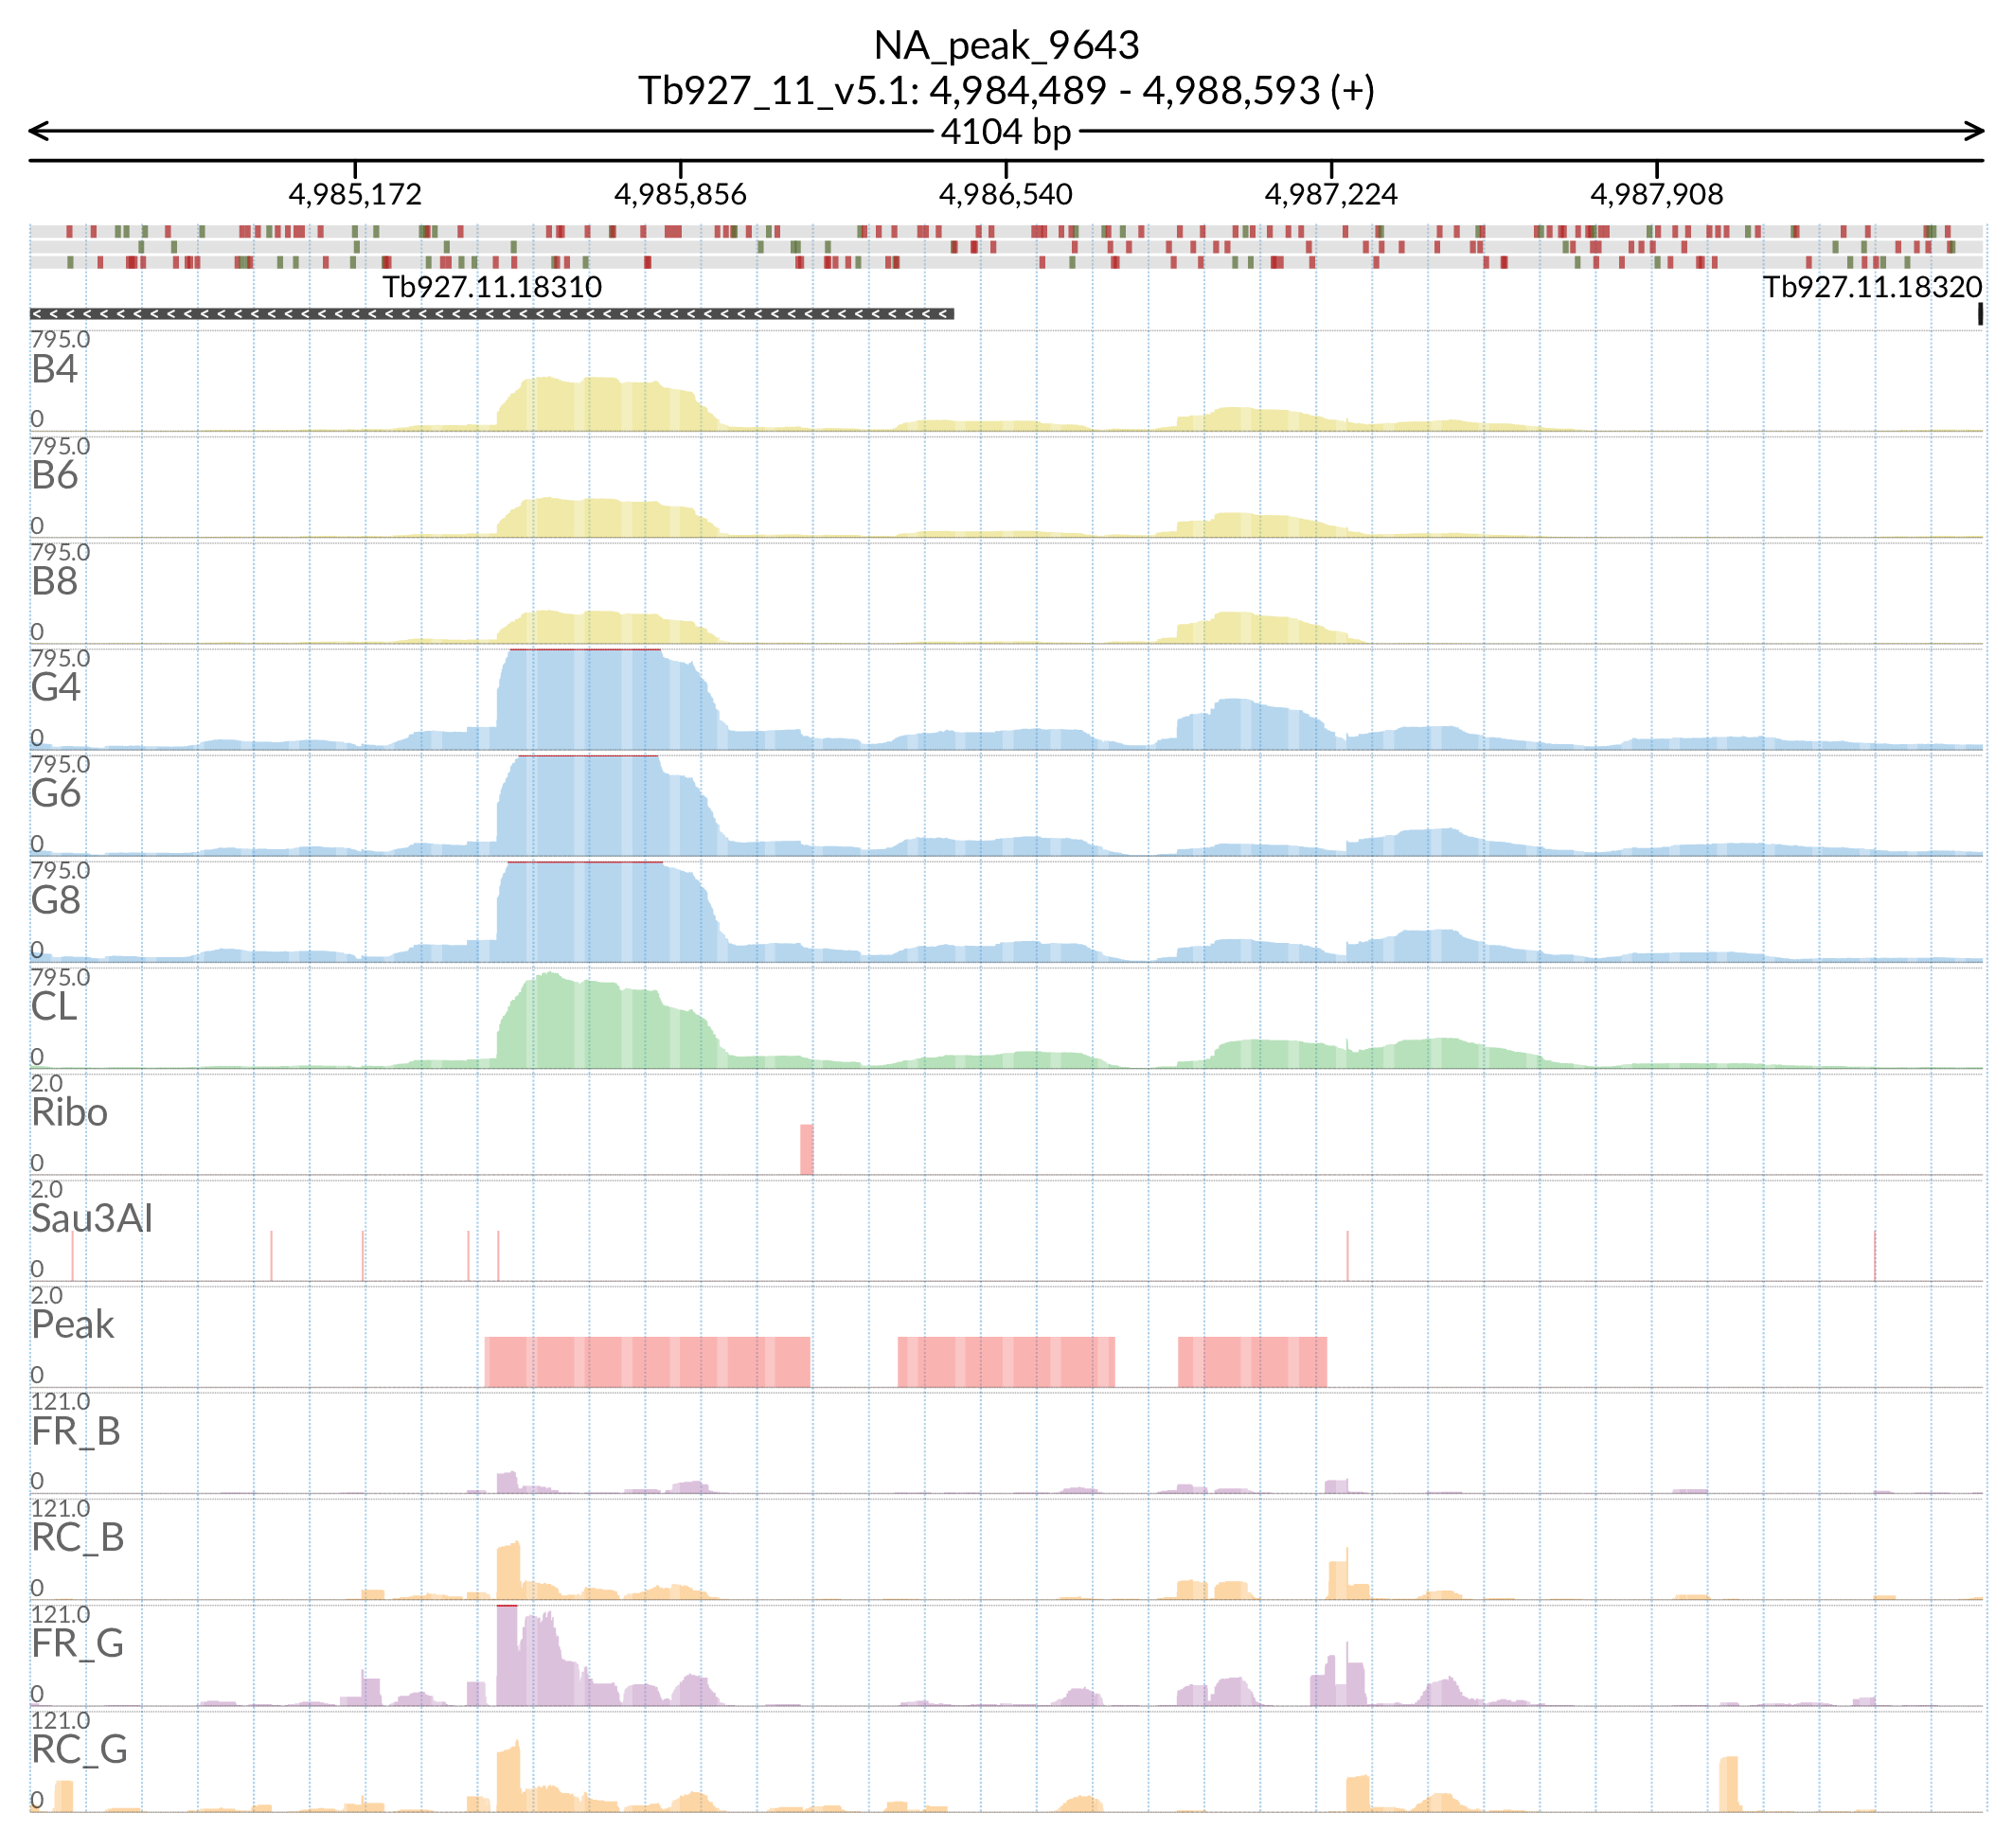 NA_peak_9643
Tb927_11_v5.1: 4,984,489 - 4,988,593 (+)
4104 bp
4,985,172 4,985,856 4,986,540 4,987,224 4,987,908
Tb927.11.18310 Tb927.11.18320
795.0
B4
0
795.0
B6
0
795.0
B8
0
795.0
G4
0
795.0
G6
0
795.0
G8
0
795.0
CL
0
2.0
Ribo
0
2.0
Sau3AI
0
2.0
Peak
0
121.0
FR_B
0
121.0
RC_B
0
121.0
FR_G
0
121.0
RC_G
0